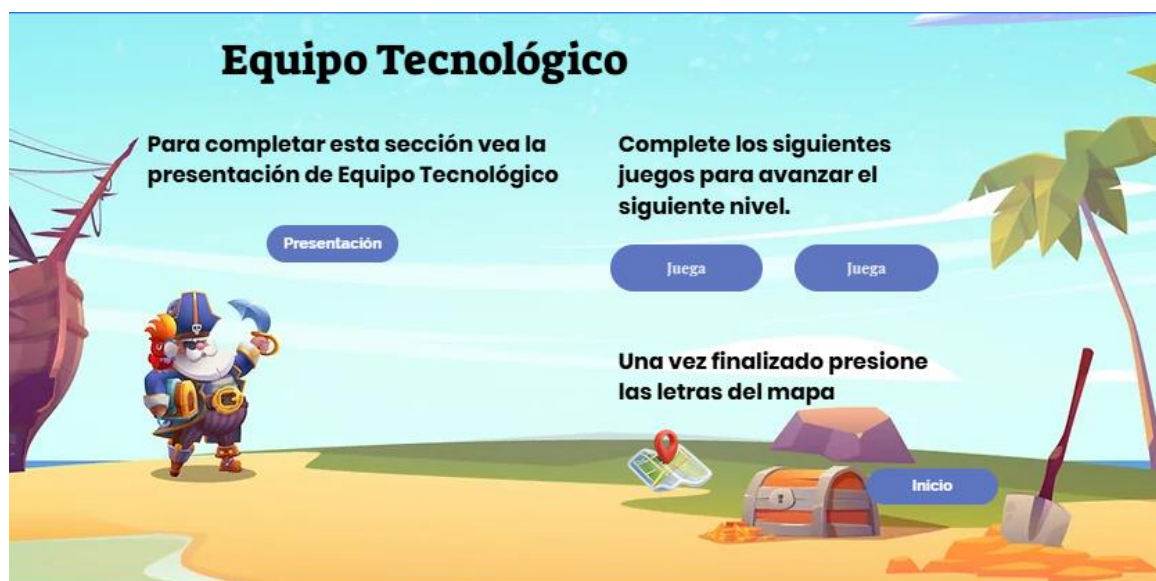 Equipo Tecnológico
Para completar esta sección vea la
presentación de Equipo Tecnológico
Presentación
Complete los siguientes
juegos para avanzar el
siguiente nivel.
Juega
Juega
Una vez finalizado presione
las letras del mapa
Inicio